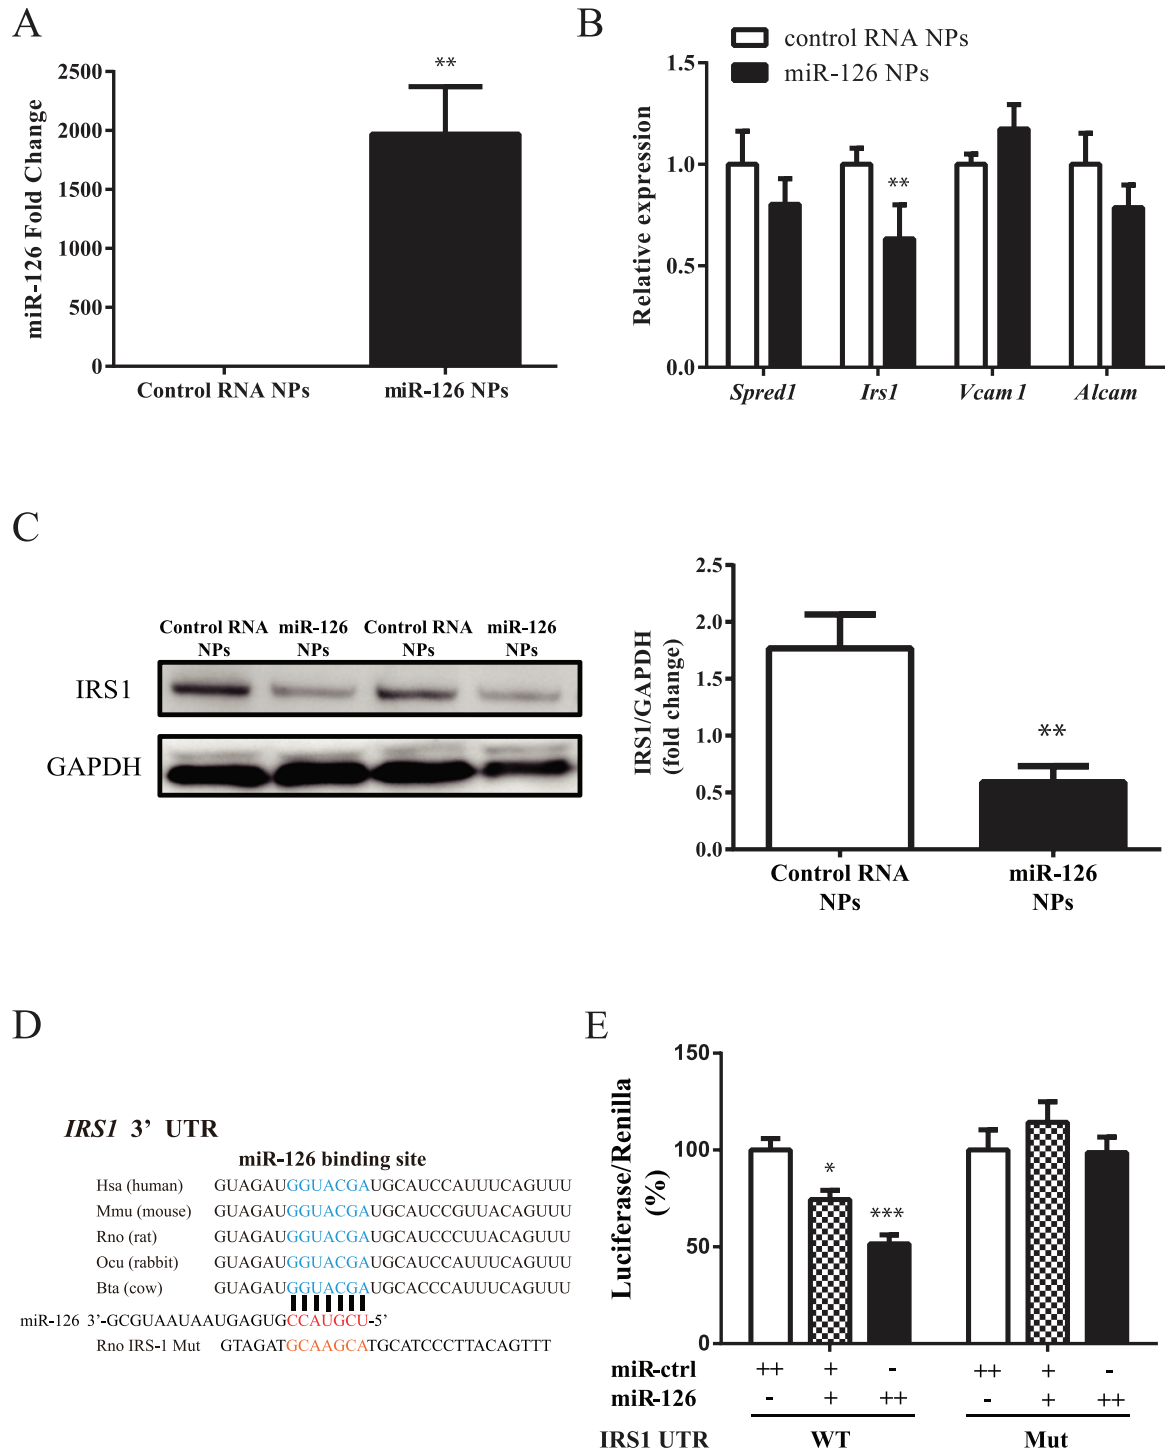 A
miR-126 Fold Change
2500
2000
1500
1000
500
0
**
Control RNA NPs
miR-126 NPs
B
control RNA NPs
miR-126 NPs
Relative expression
1.5
1.0
0.5
0.0
**
Spred1
Irs1
Vcam1
Alcam
C
Control RNA NPs
miR-126 NPs
Control RNA NPs
miR-126 NPs
IRS1
GAPDH
IRS1/GAPDH
(fold change)
2.5
2.0
1.5
1.0
0.5
0.0
**
Control RNA NPs
miR-126 NPs
D
IRS1 3’ UTR
miR-126 binding site
Hsa (human) GUAGAUGGUACGAUGCAUCCAUUUCAGUUU
Mmu (mouse) GUAGAUGGUACGAUGCAUCCGUUACAGUUU
Rno (rat) GUAGAUGGUACGAUGCAUCCCUUACAGUUU
Ocu (rabbit) GUAGAUGGUACGAUGCAUCCAUUUCAGUUU
Bta (cow) GUAGAUGGUACGAUGCACCCAUUUCAGUUU
miR-126 3’-GCGUAAUAAUGAGUGCCAUGCU-5’
Rno IRS-1 Mut GTAGATGCAAGCATGCATCCCTTACAGTTT
E
Luciferase/Renilla
(%)
150
100
50
0
*
***
miR-ctrl ++ + - ++ + -
miR-126 - + ++ - + ++
IRS1 UTR WT Mut